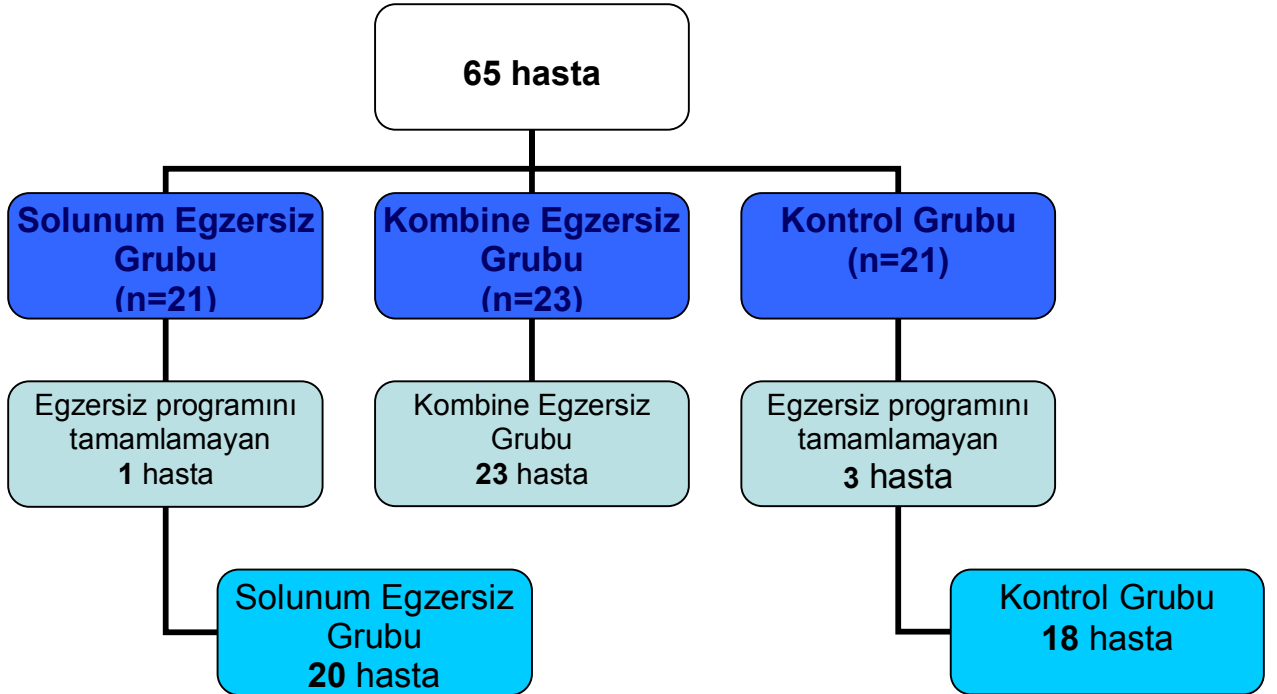 65 hasta
Solunum Egzersiz
Grubu
(n=21)
Kombine Egzersiz
Grubu
(n=23)
Kontrol Grubu
(n=21)
Egzersiz programını
tamamlamayan
1 hasta
Kombine Egzersiz
Grubu
23 hasta
Egzersiz programını
tamamlamayan
3 hasta
Solunum Egzersiz
Grubu
20 hasta
Kontrol Grubu
18 hasta